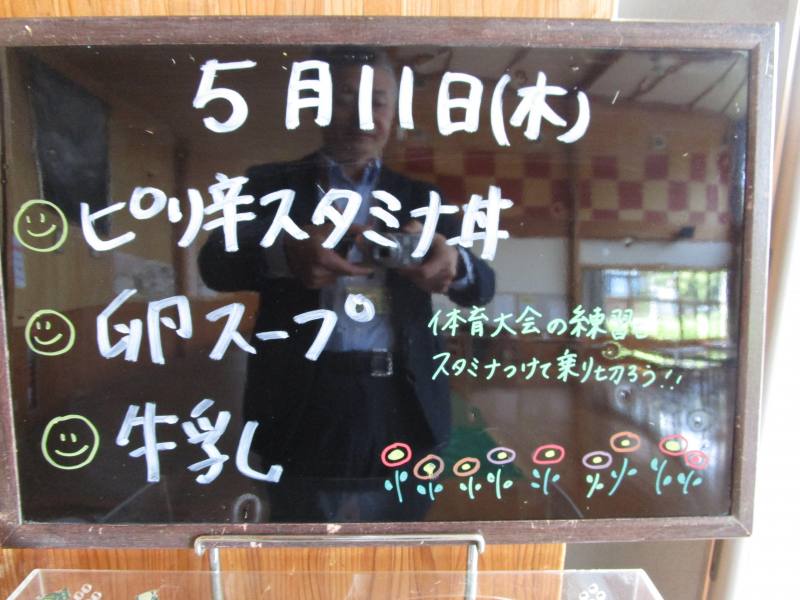 5月11日(木)
ピリ辛スタミナ丼
卵スープ
牛乳
体育大会の練習も
スタミナつけて乗り切ろう!!